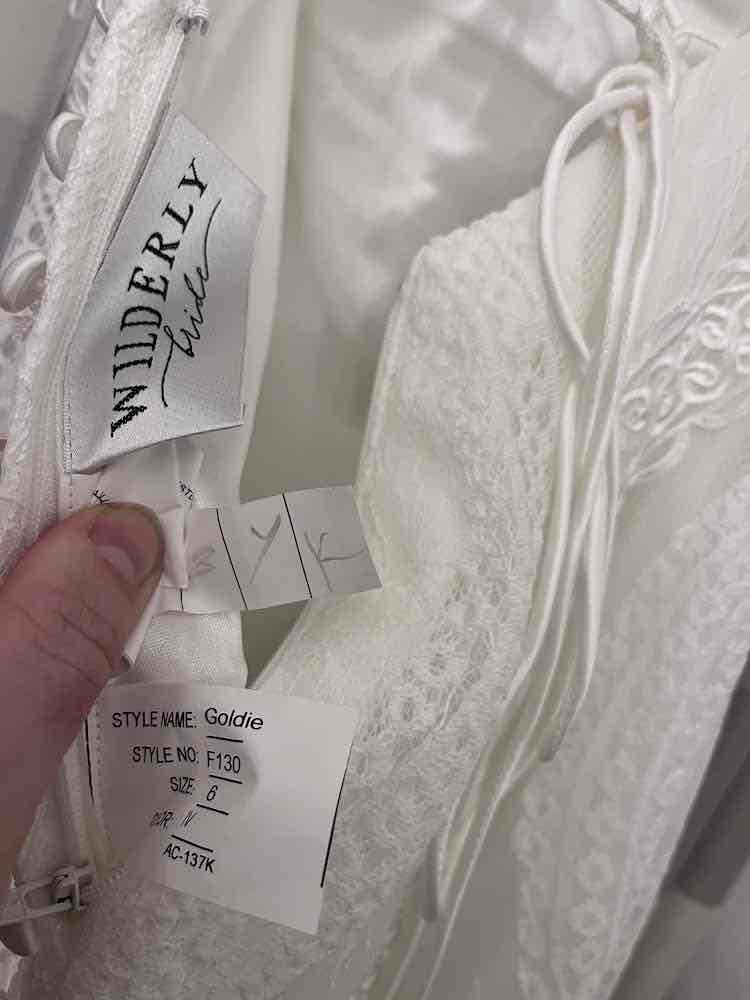 WILDERLY
bride
Y K
STYLE NAME: Goldie
STYLE NO: F130
SIZE: 6
AC-137K